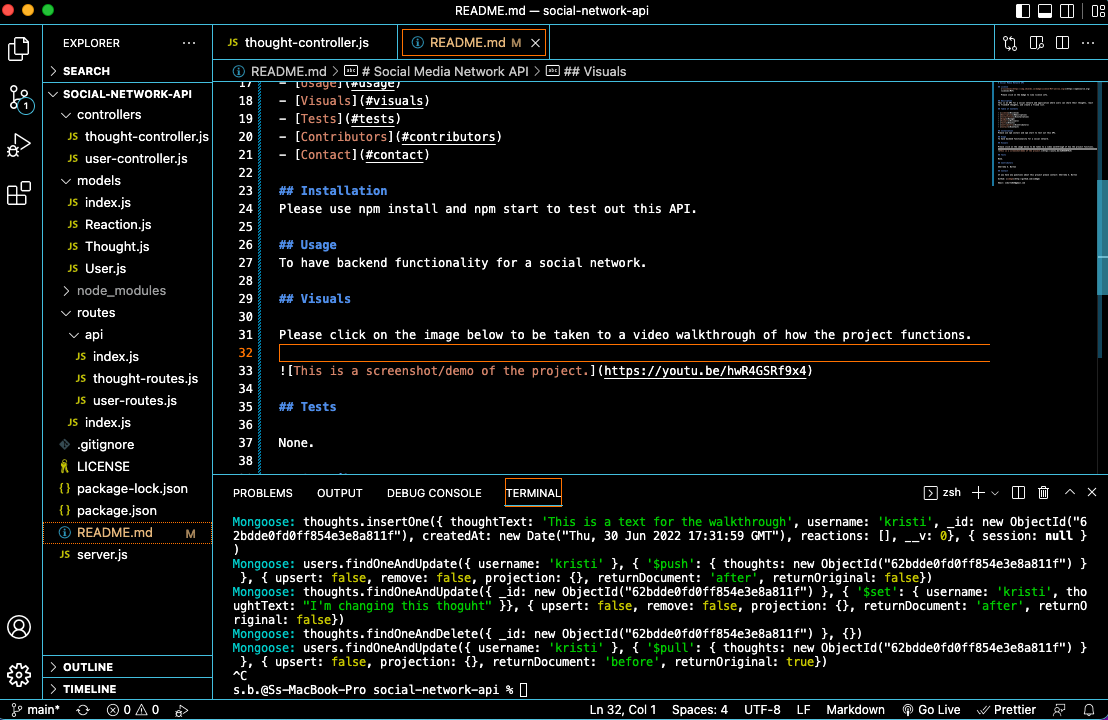 README.md — social-network-api
EXPLORER
SEARCH
SOCIAL-NETWORK-API
controllers
JS thought-controller.js
JS user-controller.js
models
JS index.js
JS Reaction.js
JS Thought.js
JS User.js
node_modules
routes
api
JS index.js
JS thought-routes.js
JS user-routes.js
JS index.js
.gitignore
LICENSE
{} package-lock.json
{} package.json
README.md M
JS server.js
OUTLINE
TIMELINE
1
JS thought-controller.js
README.md M
README.md > # Social Media Network API > ## Visuals
17 - [Usage](#usage)
18 - [Visuals](#visuals)
19 - [Tests](#tests)
20 - [Contributors](#contributors)
21 - [Contact](#contact)
22
23 ## Installation
24 Please use npm install and npm start to test out this API.
25
26 ## Usage
27 To have backend functionality for a social network.
28
29 ## Visuals
30
31 Please click on the image below to be taken to a video walkthrough of how the project functions.
32
33 ![This is a screenshot/demo of the project.](https://youtu.be/hwR4GSRf9x4)
34
35 ## Tests
36
37 None.
38
PROBLEMS OUTPUT DEBUG CONSOLE TERMINAL
zsh
Mongoose: thoughts.insertOne({ thoughtText: 'This is a text for the walkthrough', username: 'kristi', _id: new ObjectId("6
2bdde0fd0ff854e3e8a811f"), createdAt: new Date("Thu, 30 Jun 2022 17:31:59 GMT"), reactions: [], __v: 0}, { session: null }
)
Mongoose: users.findOneAndUpdate({ username: 'kristi' }, { '$push': { thoughts: new ObjectId("62bdde0fd0ff854e3e8a811f") }
}, { upsert: false, remove: false, projection: {}, returnDocument: 'after', returnOriginal: false})
Mongoose: thoughts.findOneAndUpdate({ _id: new ObjectId("62bdde0fd0ff854e3e8a811f") }, { '$set': { username: 'kristi', tho
ughtText: "I'm changing this thoguht" }}, { upsert: false, remove: false, projection: {}, returnDocument: 'after', returnO
riginal: false})
Mongoose: thoughts.findOneAndDelete({ _id: new ObjectId("62bdde0fd0ff854e3e8a811f") }, {})
Mongoose: users.findOneAndUpdate({ username: 'kristi' }, { '$pull': { thoughts: new ObjectId("62bdde0fd0ff854e3e8a811f") }
}, { upsert: false, projection: {}, returnDocument: 'before', returnOriginal: true})
^C
s.b.@Ss-MacBook-Pro social-network-api %
main* 0 0 Ln 32, Col 1 Spaces: 4 UTF-8 LF Markdown Go Live Prettier